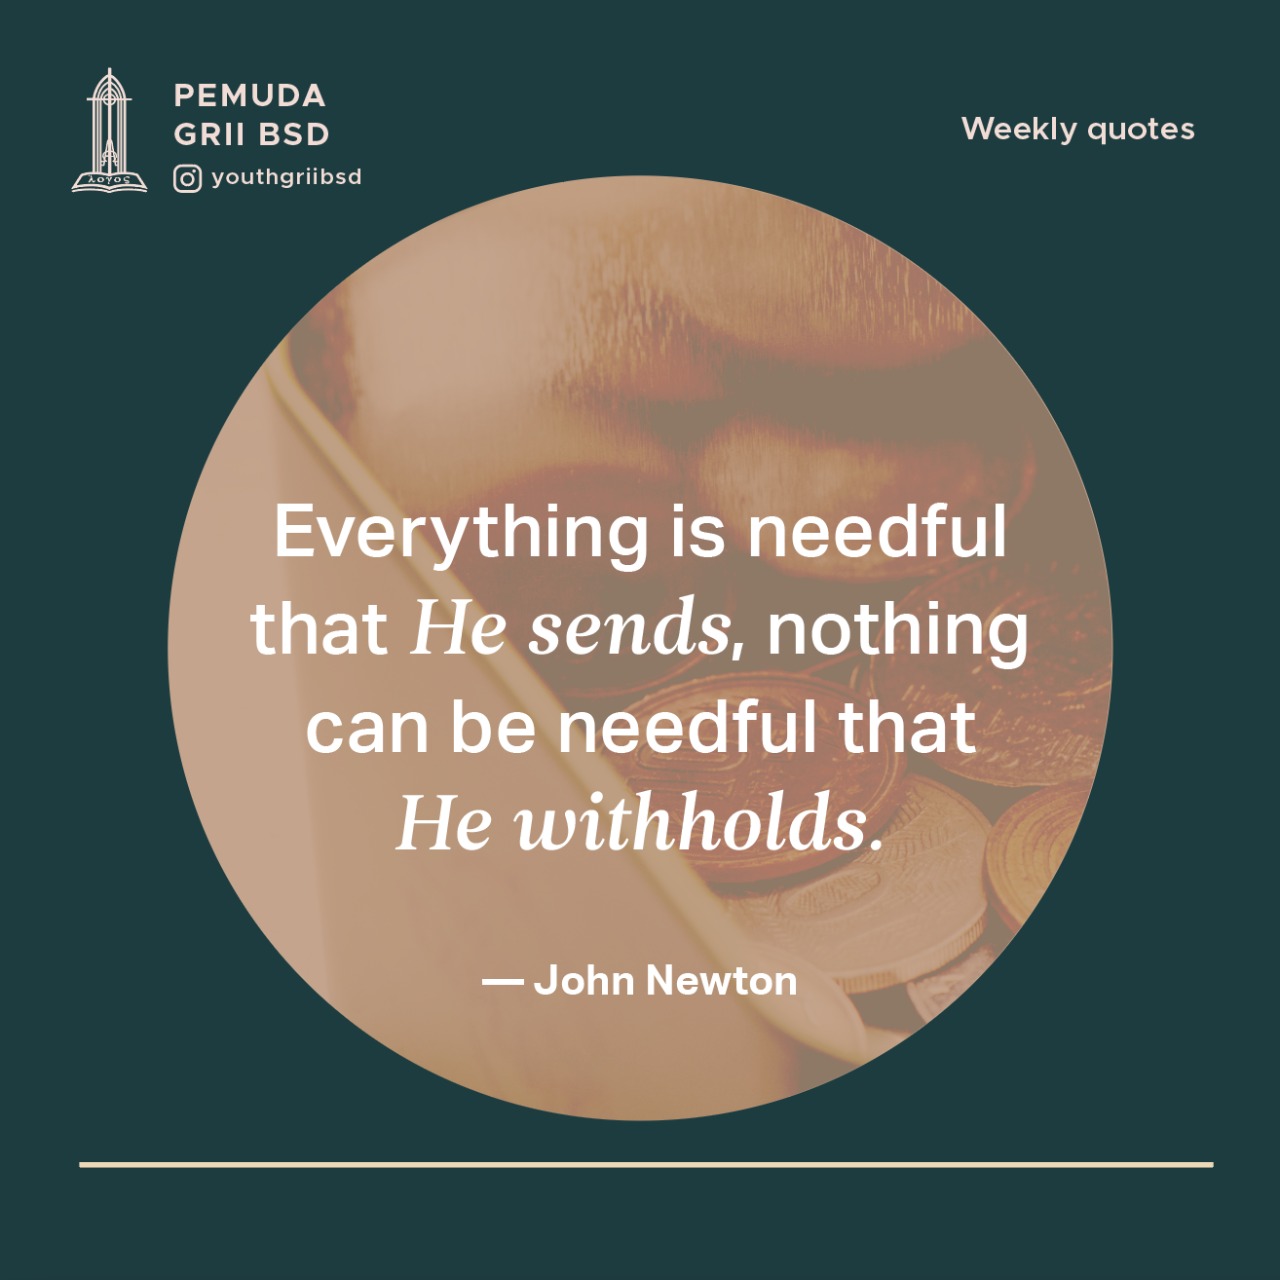 PEMUDA
GRII BSD
youthgriibsd
λογος
Weekly quotes
Everything is needful
that He sends, nothing
can be needful that
He withholds.
— John Newton